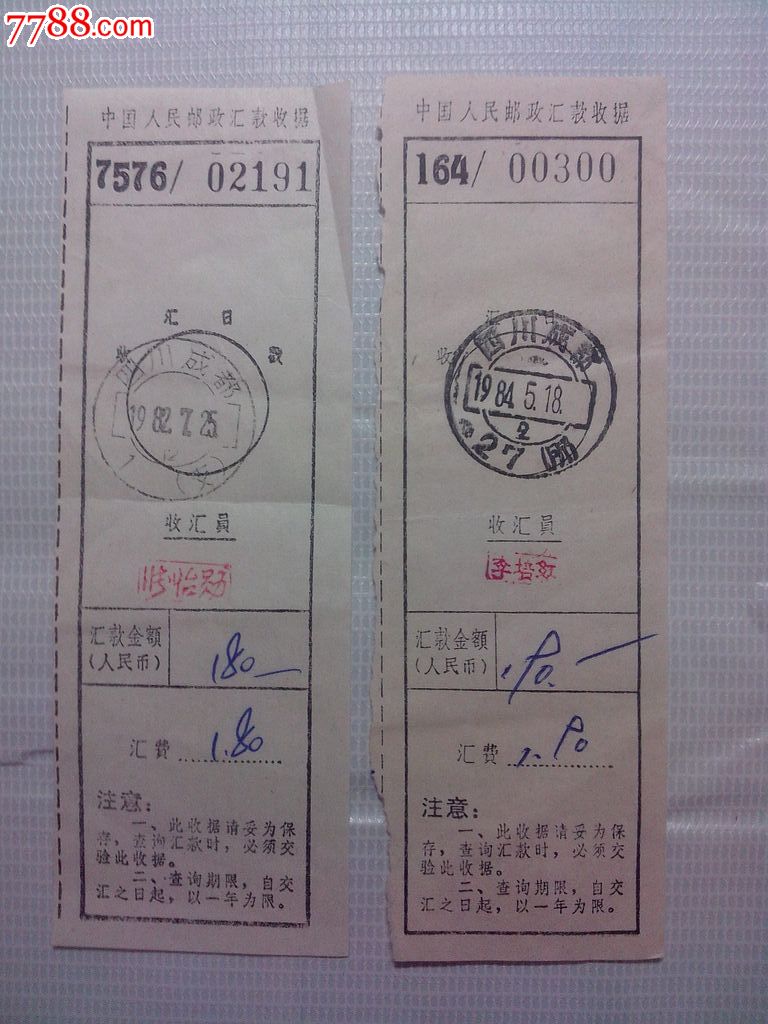 7788.com
中国人民邮政汇款收据
7576/ 02191
汇 日
收 戳
四川成都
1982.7.25
1
收汇员
汇款金额
(人民币)
180—
汇费 1.80
注意：
一、此收据请妥为保
存，查询汇款时，必须交
验此收据。
二、查询期限，自交
汇之日起，以一年为限。
中国人民邮政汇款收据
164/ 00300
汇
收
四川成都
1984.5.18.
2
27
收汇员
汇款金额
(人民币)
汇费
注意：
一、此收据请妥为保
存，查询汇款时，必须交
验此收据。
二、查询期限，自交
汇之日起，以一年为限。